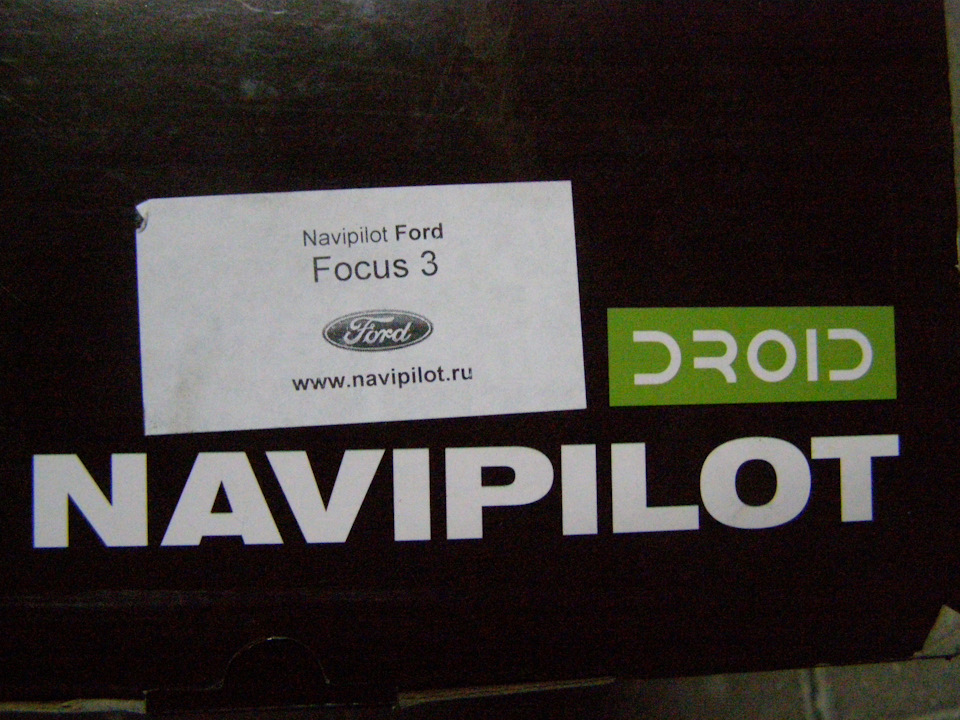 Navipilot Ford
Focus 3
Ford
www.navipilot.ru
DROID
NAVIPILOT